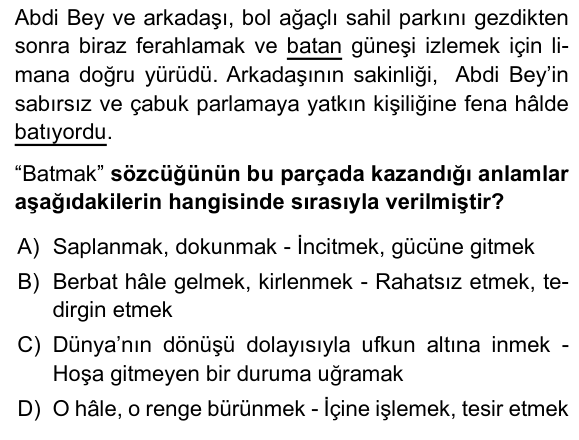 Abdi Bey ve arkadaşı, bol ağaçlı sahil parkını gezdikten
sonra biraz ferahlamak ve batan güneşi izlemek için li-
mana doğru yürüdü. Arkadaşının sakinliği, Abdi Bey'in
sabırsız ve çabuk parlamaya yatkın kişiliğine fena hâlde
batıyordu.
“Batmak” sözcüğünün bu parçada kazandığı anlamlar
aşağıdakilerin hangisinde sırasıyla verilmiştir?
A) Saplanmak, dokunmak - İncitmek, gücüne gitmek
B) Berbat hâle gelmek, kirlenmek - Rahatsız etmek, te-
dirgin etmek
C) Dünya'nın dönüşü dolayısıyla ufkun altına inmek -
Hoşa gitmeyen bir duruma uğramak
D) O hâle, o renge bürünmek - İçine işlemek, tesir etmek